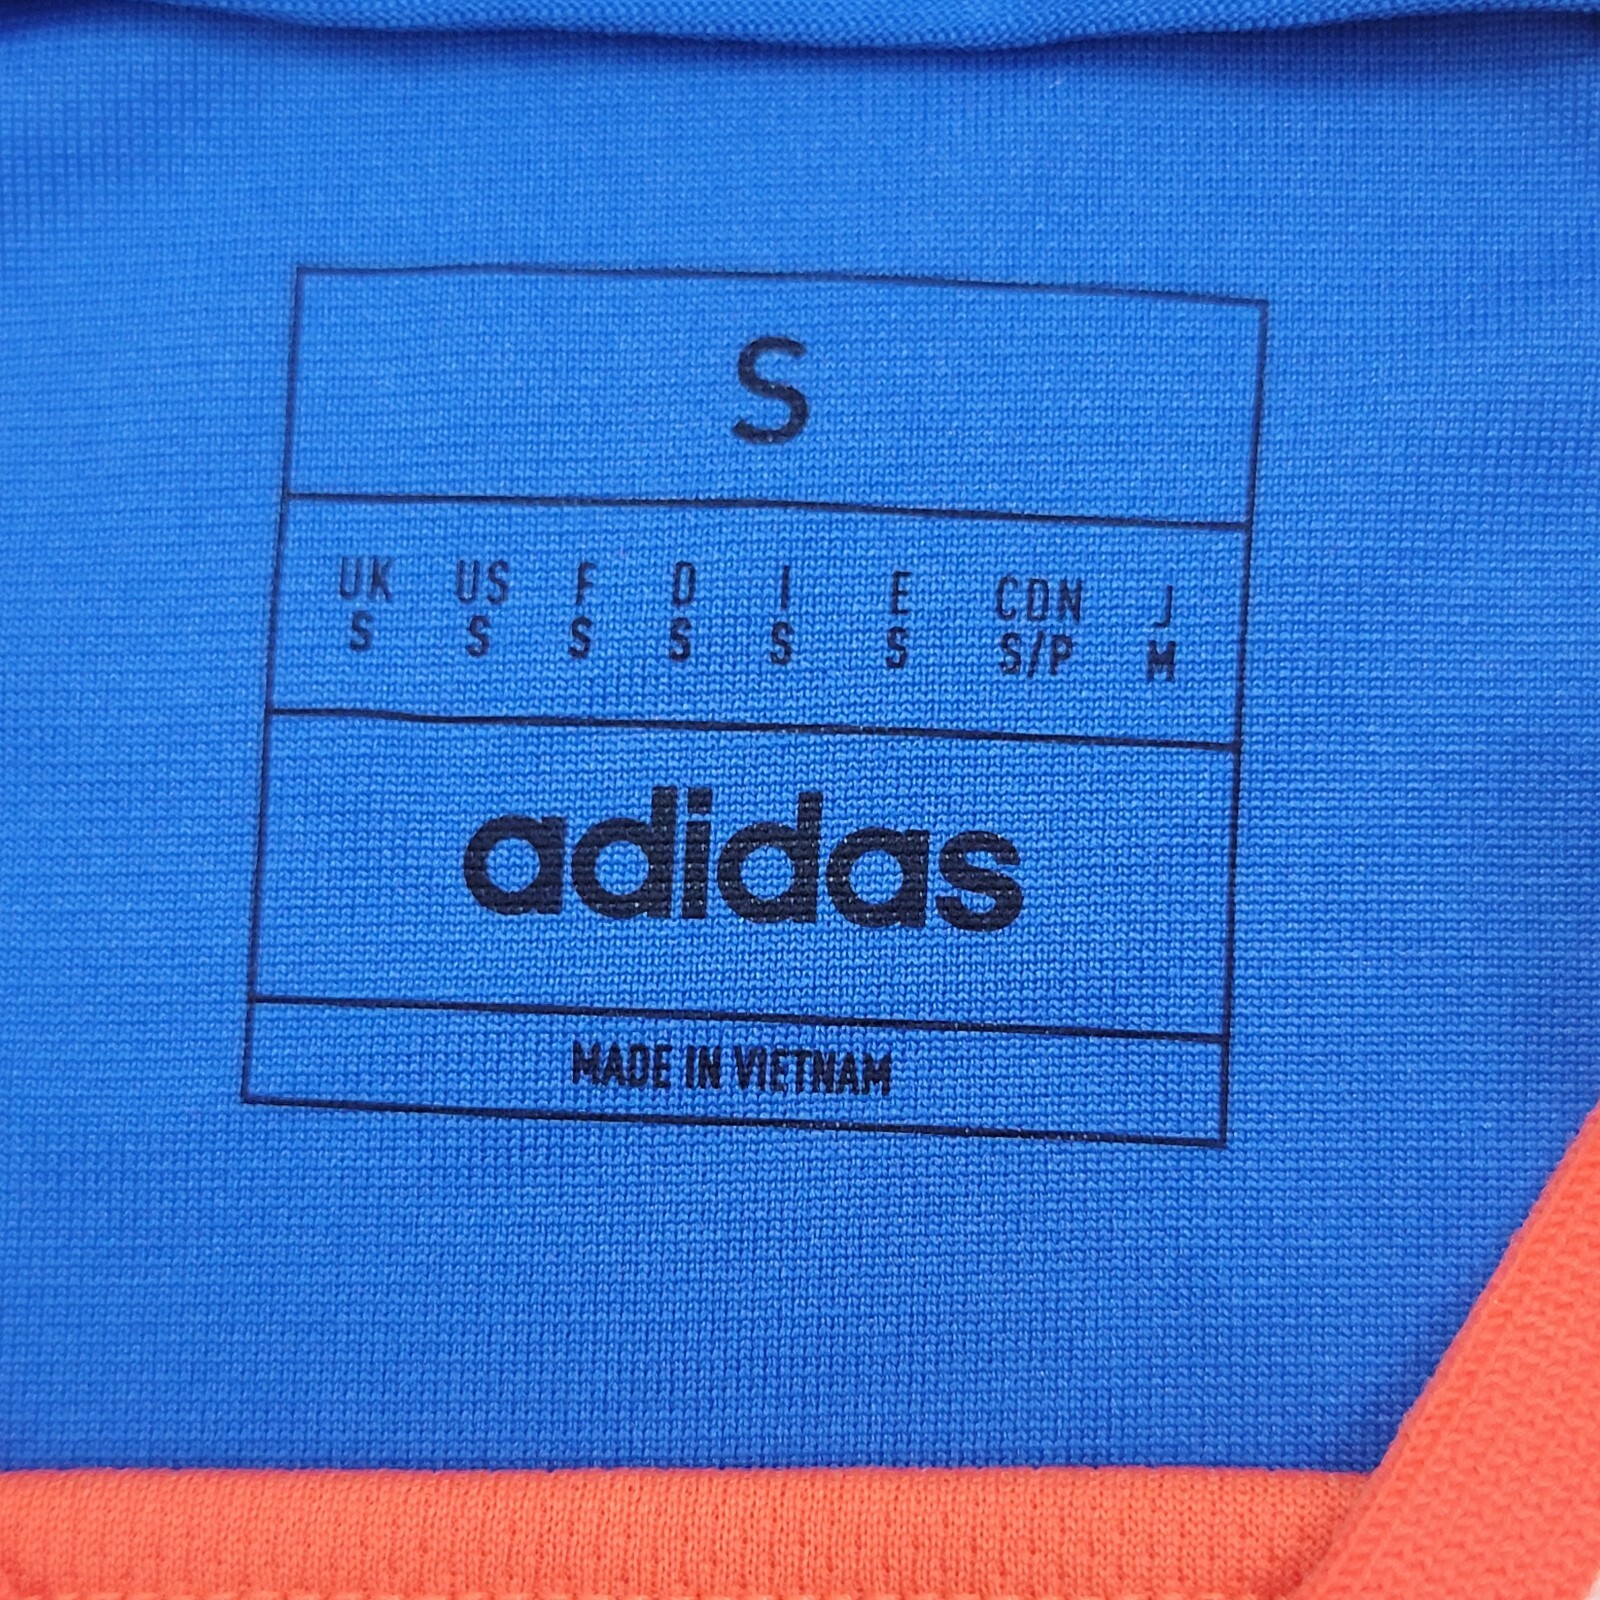 S
UK US F D I E CDN J
S S S S S S S/P M
adidas
MADE IN VIETNAM